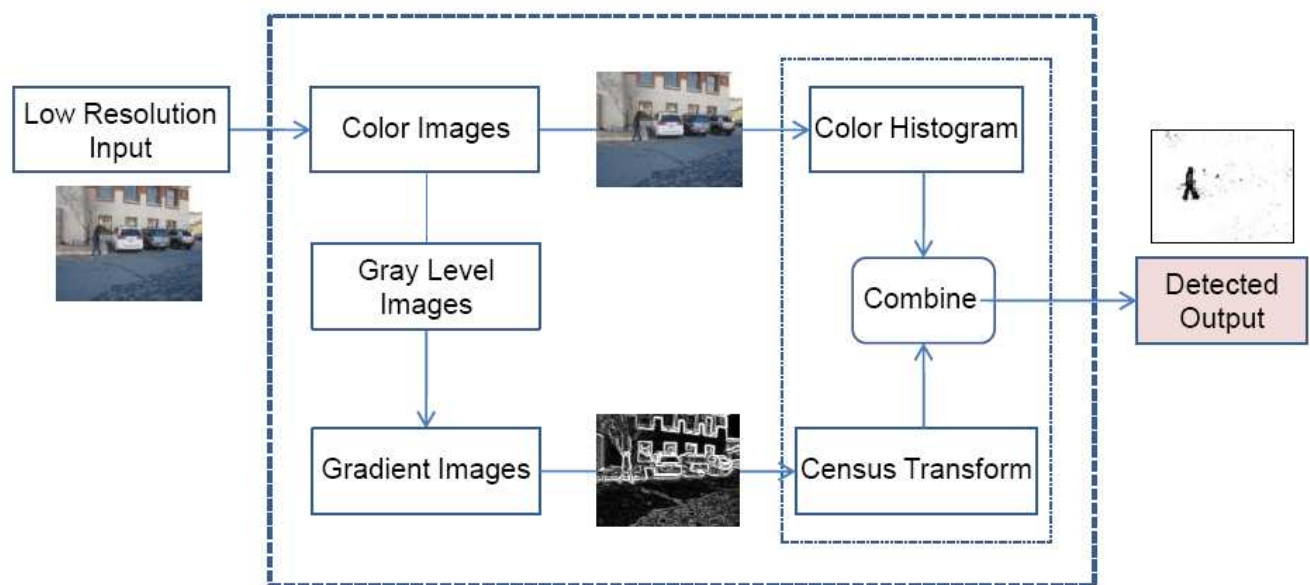 Low Resolution
Input
Color Images
Color Histogram
Gray Level
Images
Combine
Detected
Output
Gradient Images
Census Transform